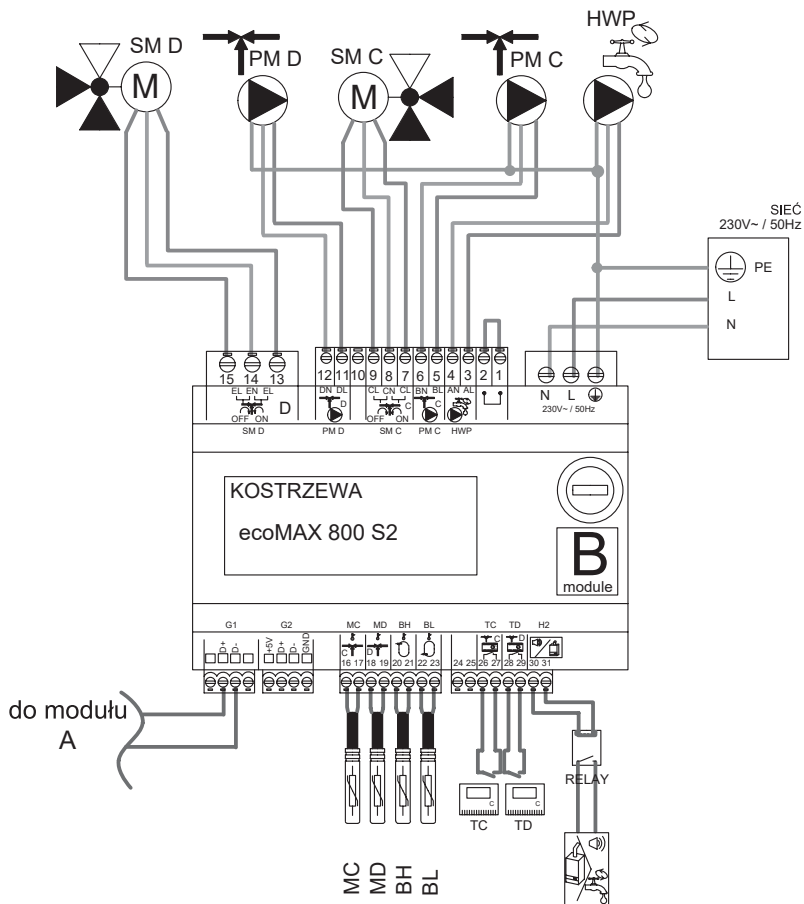 HWP
SM D
PM D
SM C
PM C
M
M
SIEĆ
230V~ / 50Hz
PE
L
N
15 14 13
12 11 10 9 8 7 6 5 4 3 2 1
N L
230V~ / 50Hz
EL EN EL
OFF ON
SM D
D
DN DL
D
PM D
CL CN CL
C
OFF ON
SM C
BN BL
C
PM C
AN AL
HWP
KOSTRZEWA
ecoMAX 800 S2
B
module
G1 G2 MC MD BH BL TC TD H2
D+ D-
+5V D+ D- GND
C D C D
16 17 18 19 20 21 22 23 24 25 26 27 28 29 30 31
do modułu
A
RELAY
C C
TC TD
MC
MD
BH
BL